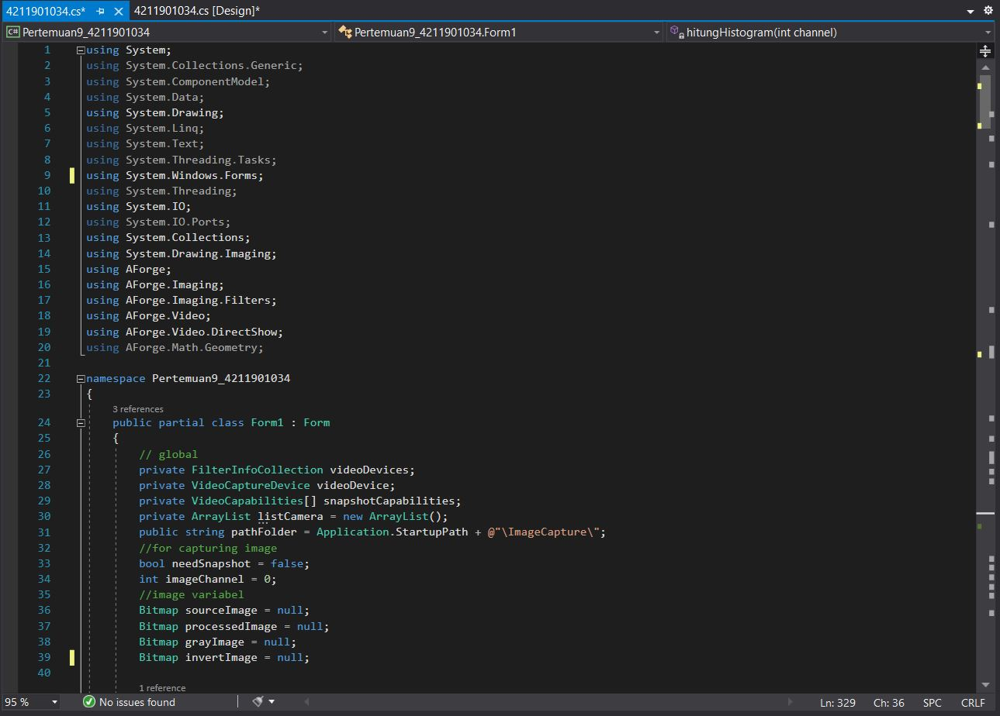 4211901034.cs* 4211901034.cs [Design]*
C# Pertemuan9_4211901034 Pertemuan9_4211901034.Form1 hitungHistogram(int channel)
1 using System;
2 using System.Collections.Generic;
3 using System.ComponentModel;
4 using System.Data;
5 using System.Drawing;
6 using System.Linq;
7 using System.Text;
8 using System.Threading.Tasks;
9 using System.Windows.Forms;
10 using System.Threading;
11 using System.IO;
12 using System.IO.Ports;
13 using System.Collections;
14 using System.Drawing.Imaging;
15 using AForge;
16 using AForge.Imaging;
17 using AForge.Imaging.Filters;
18 using AForge.Video;
19 using AForge.Video.DirectShow;
20 using AForge.Math.Geometry;
21
22 namespace Pertemuan9_4211901034
23 {
3 references
24 public partial class Form1 : Form
25 {
26 // global
27 private FilterInfoCollection videoDevices;
28 private VideoCaptureDevice videoDevice;
29 private VideoCapabilities[] snapshotCapabilities;
30 private ArrayList listCamera = new ArrayList();
31 public string pathFolder = Application.StartupPath + @"\ImageCapture\";
32 //for capturing image
33 bool needSnapshot = false;
34 int imageChannel = 0;
35 //image variabel
36 Bitmap sourceImage = null;
37 Bitmap processedImage = null;
38 Bitmap grayImage = null;
39 Bitmap invertImage = null;
40
1 reference
95 % No issues found Ln: 329 Ch: 36 SPC CRLF